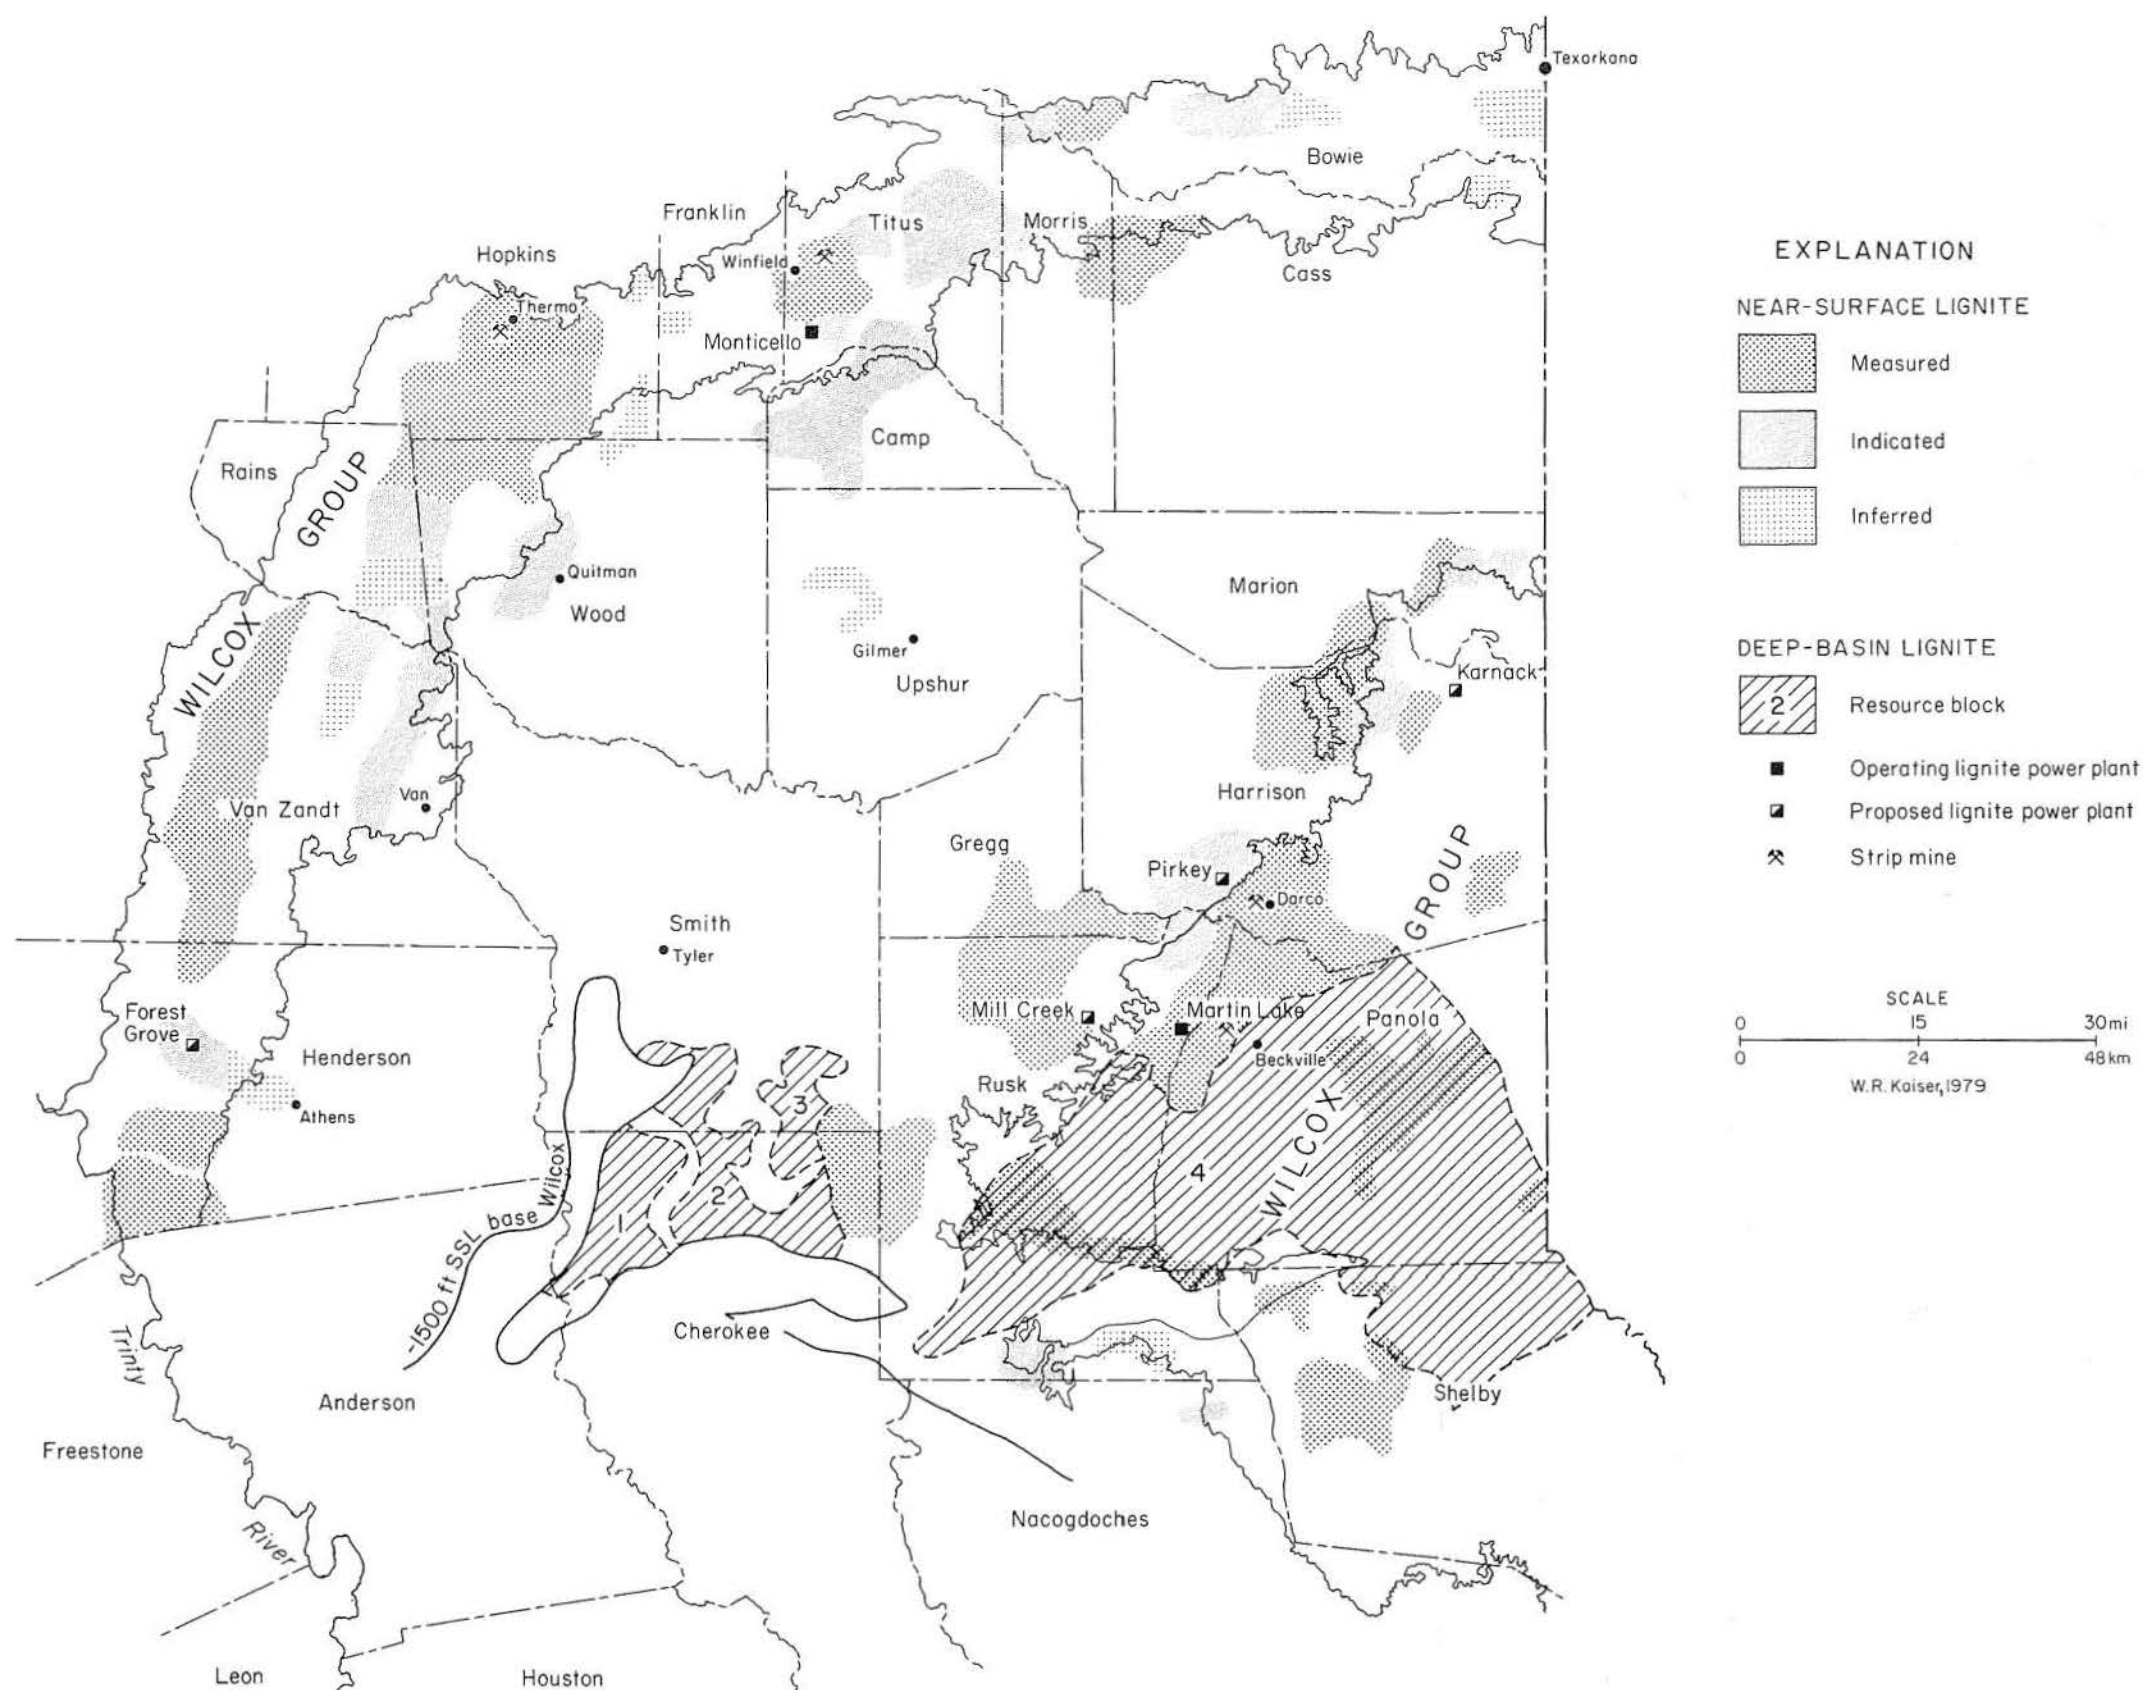 Texarkana
Bowie
Franklin
Titus
Morris
Hopkins
Winfield
Cass
Thermo
Monticello
Camp
Rains
WILCOX GROUP
Quitman
Wood
Marion
Gilmer
Upshur
Karnack
Van
Van Zandt
Harrison
Gregg
Pirkey
Darco
WILCOX GROUP
Smith
Tyler
Forest
Grove
Henderson
Athens
Mill Creek
Martin Lake
Panola
Beckville
Rusk
3
2
1
4
-1500 ft SSL base Wilcox
Cherokee
Trinity River
Anderson
Shelby
Freestone
Nacogdoches
Leon
Houston
EXPLANATION
NEAR-SURFACE LIGNITE
Measured
Indicated
Inferred
DEEP-BASIN LIGNITE
2
Resource block
Operating lignite power plant
Proposed lignite power plant
Strip mine
SCALE
0 15 30 mi
0 24 48 km
W.R. Kaiser, 1979